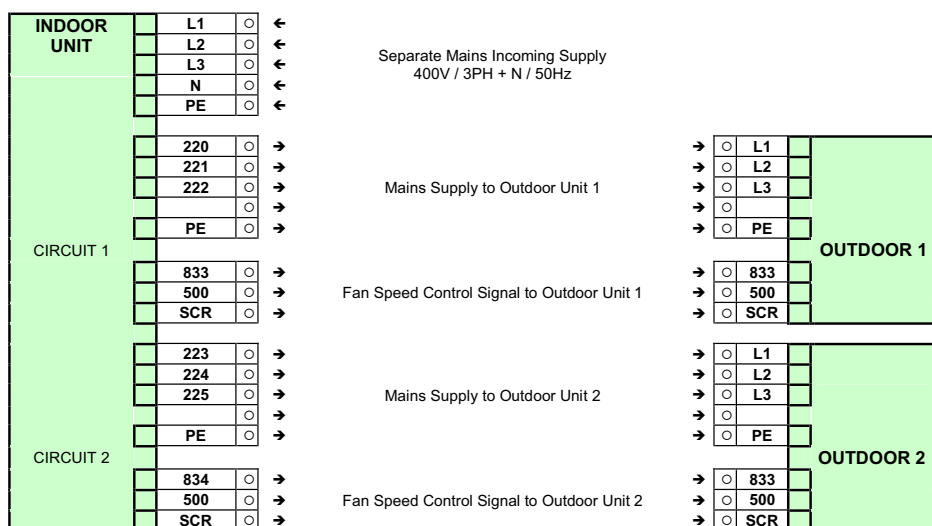 INDOOR
UNIT
L1
L2
L3
N
PE
Separate Mains Incoming Supply
400V / 3PH + N / 50Hz
CIRCUIT 1
220
221
222
PE
Mains Supply to Outdoor Unit 1
L1
L2
L3
PE
OUTDOOR 1
833
500
SCR
Fan Speed Control Signal to Outdoor Unit 1
833
500
SCR
CIRCUIT 2
223
224
225
PE
Mains Supply to Outdoor Unit 2
L1
L2
L3
PE
OUTDOOR 2
834
500
SCR
Fan Speed Control Signal to Outdoor Unit 2
833
500
SCR